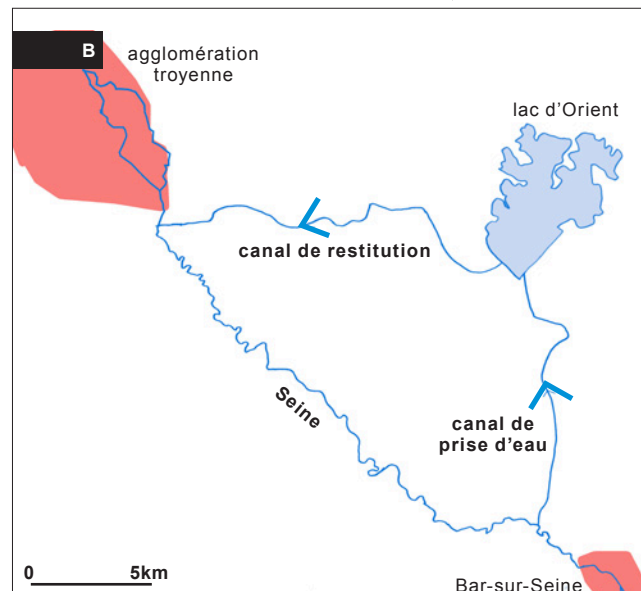 B
agglomération
troyenne
lac d'Orient
canal de restitution
Seine
canal de
prise d'eau
0 5km
Bar-sur-Seine